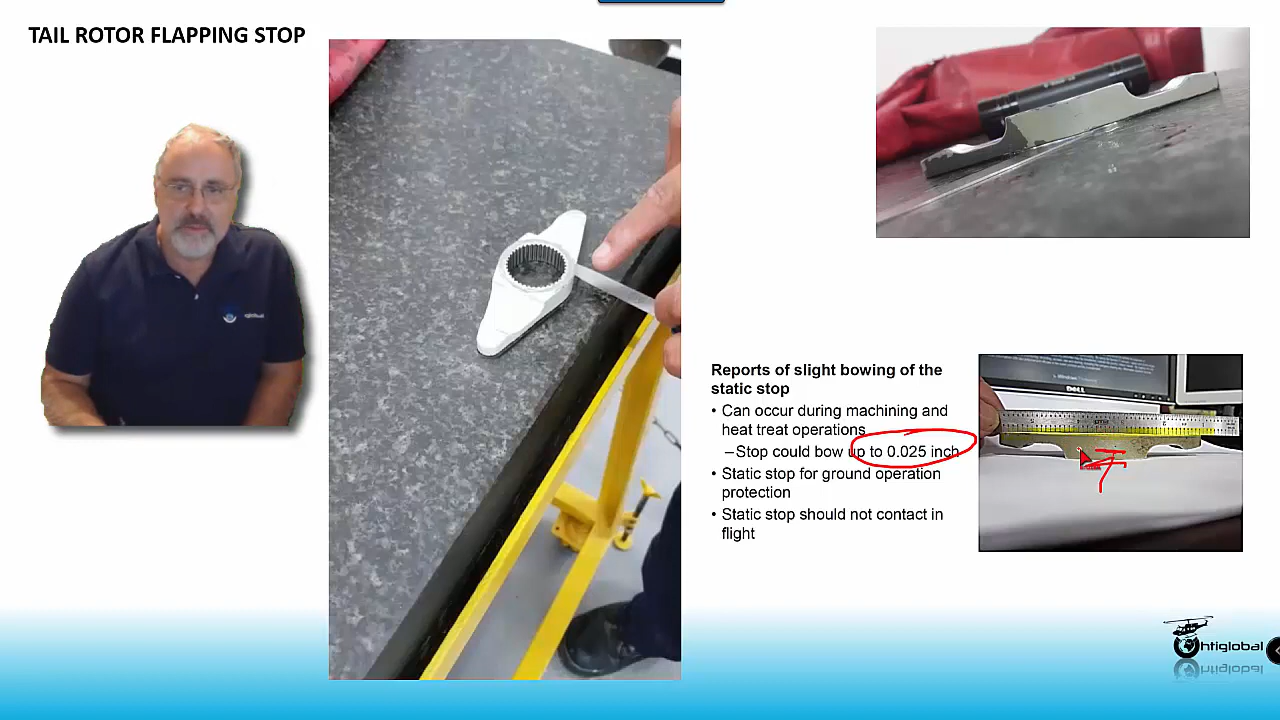 TAIL ROTOR FLAPPING STOP
Reports of slight bowing of the
static stop
• Can occur during machining and
heat treat operations
–Stop could bow up to 0.025 inch
• Static stop for ground operation
protection
• Static stop should not contact in
flight
DELL
htiglobal